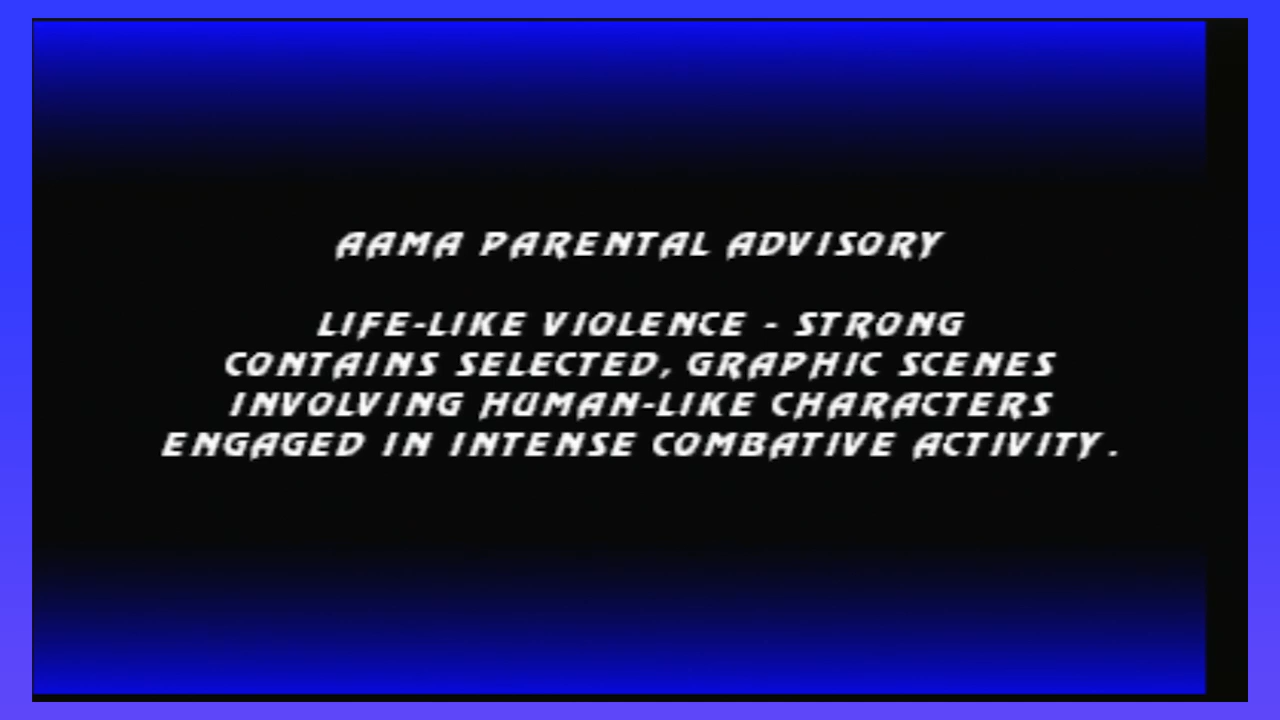 AAMA PARENTAL ADVISORY
LIFE-LIKE VIOLENCE - STRONG
CONTAINS SELECTED, GRAPHIC SCENES
INVOLVING HUMAN-LIKE CHARACTERS
ENGAGED IN INTENSE COMBATIVE ACTIVITY.